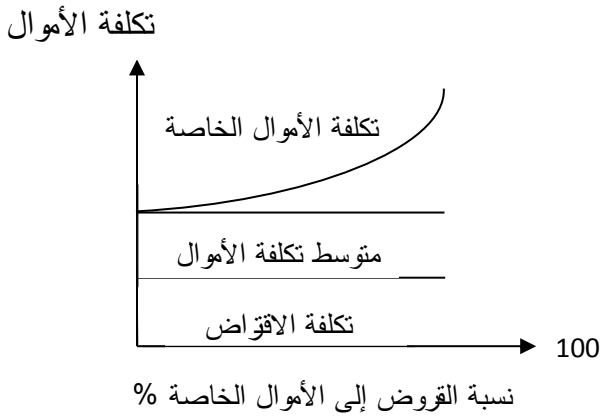 تكلفة الأموال
تكلفة الأموال الخاصة
متوسط تكلفة الأموال
تكلفة الاقتراض
100
نسبة القروض إلى الأموال الخاصة %